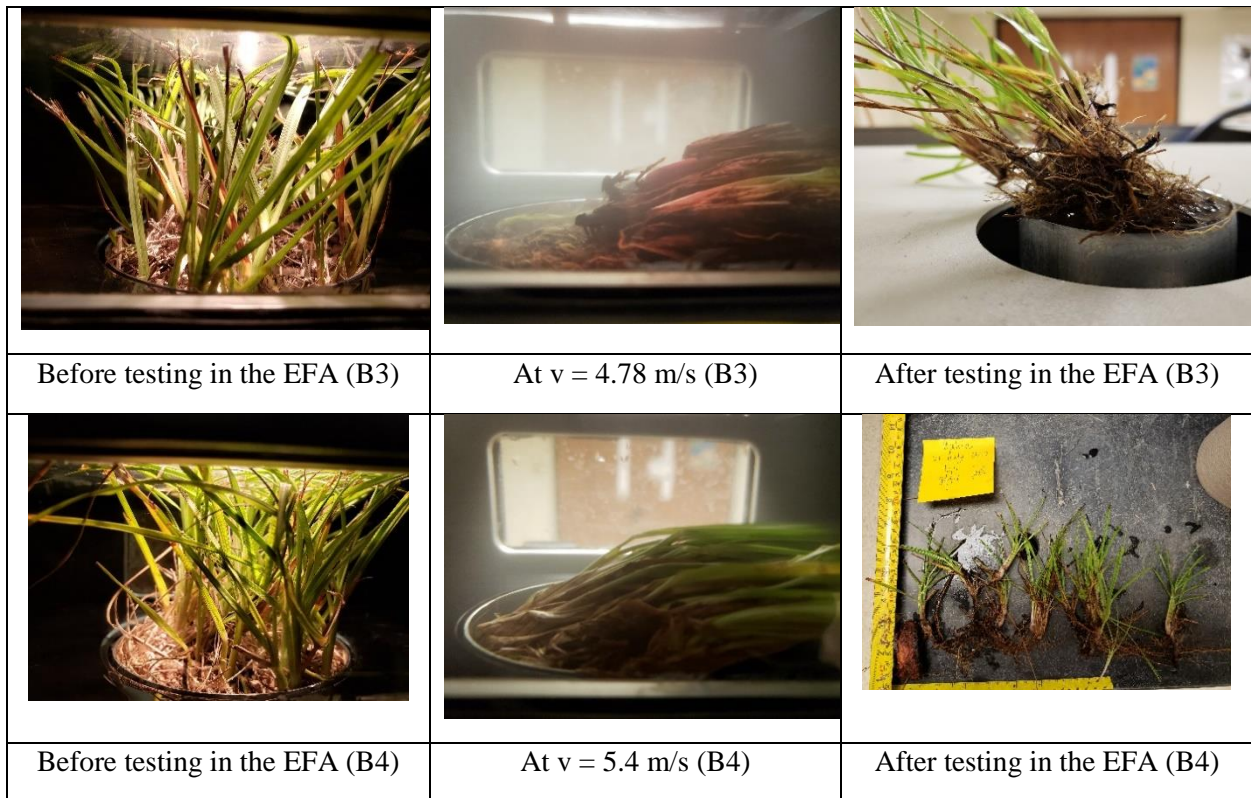 Before testing in the EFA (B3)
At v = 4.78 m/s (B3)
After testing in the EFA (B3)
Before testing in the EFA (B4)
At v = 5.4 m/s (B4)
After testing in the EFA (B4)